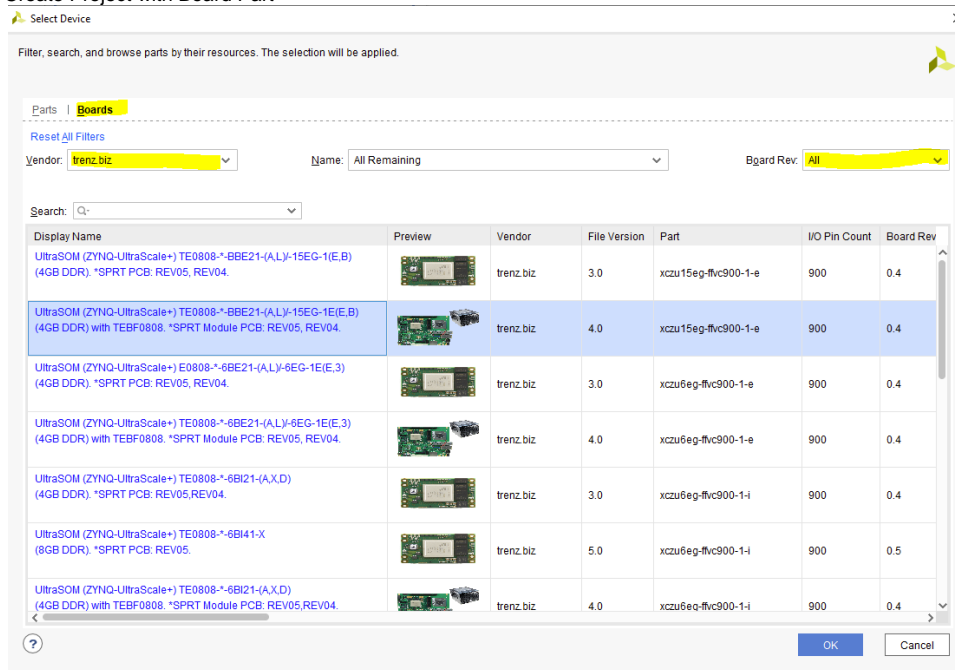 Create Project with Board Part
Select Device
Filter, search, and browse parts by their resources. The selection will be applied.
Parts | Boards
Reset All Filters
Vendor: trenz.biz Name: All Remaining Board Rev: All
Search: Q-
Display Name Preview Vendor File Version Part I/O Pin Count Board Rev
UltraSOM (ZYNQ-UltraScale+) TE0808-*-BBE21-(A,L)/-15EG-1(E,B)
(4GB DDR). *SPRT PCB: REV05, REV04.
trenz.biz 3.0 xczu15eg-ffvc900-1-e 900 0.4
UltraSOM (ZYNQ-UltraScale+) TE0808-*-BBE21-(A,L)/-15EG-1E(E,B)
(4GB DDR) with TEBF0808. *SPRT Module PCB: REV05, REV04.
trenz.biz 4.0 xczu15eg-ffvc900-1-e 900 0.4
UltraSOM (ZYNQ-UltraScale+) E0808-*-6BE21-(A,L)/-6EG-1E(E,3)
(4GB DDR). *SPRT PCB: REV05, REV04.
trenz.biz 3.0 xczu6eg-ffvc900-1-e 900 0.4
UltraSOM (ZYNQ-UltraScale+) TE0808-*-6BE21-(A,L)/-6EG-1E(E,3)
(4GB DDR) with TEBF0808. *SPRT Module PCB: REV05, REV04.
trenz.biz 4.0 xczu6eg-ffvc900-1-e 900 0.4
UltraSOM (ZYNQ-UltraScale+) TE0808-*-6BI21-(A,X,D)
(4GB DDR). *SPRT PCB: REV05,REV04.
trenz.biz 3.0 xczu6eg-ffvc900-1-i 900 0.4
UltraSOM (ZYNQ-UltraScale+) TE0808-*-6BI41-X
(8GB DDR). *SPRT PCB: REV05.
trenz.biz 5.0 xczu6eg-ffvc900-1-i 900 0.5
UltraSOM (ZYNQ-UltraScale+) TE0808-*-6BI21-(A,X,D)
(4GB DDR) with TEBF0808. *SPRT Module PCB: REV05,REV04.
trenz.biz 4.0 xczu6eg-ffvc900-1-i 900 0.4
? OK Cancel